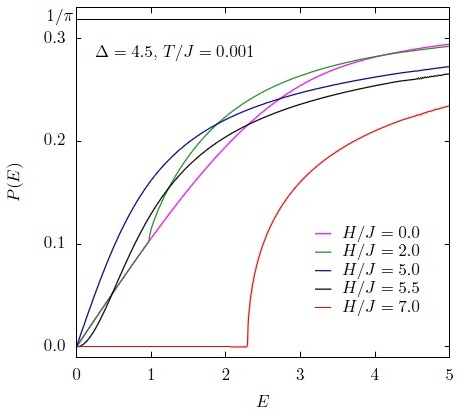 1/π
0.3
0.2
0.1
0.0
P(E)
Δ = 4.5, T/J = 0.001
H/J = 0.0
H/J = 2.0
H/J = 5.0
H/J = 5.5
H/J = 7.0
0 1 2 3 4 5
E